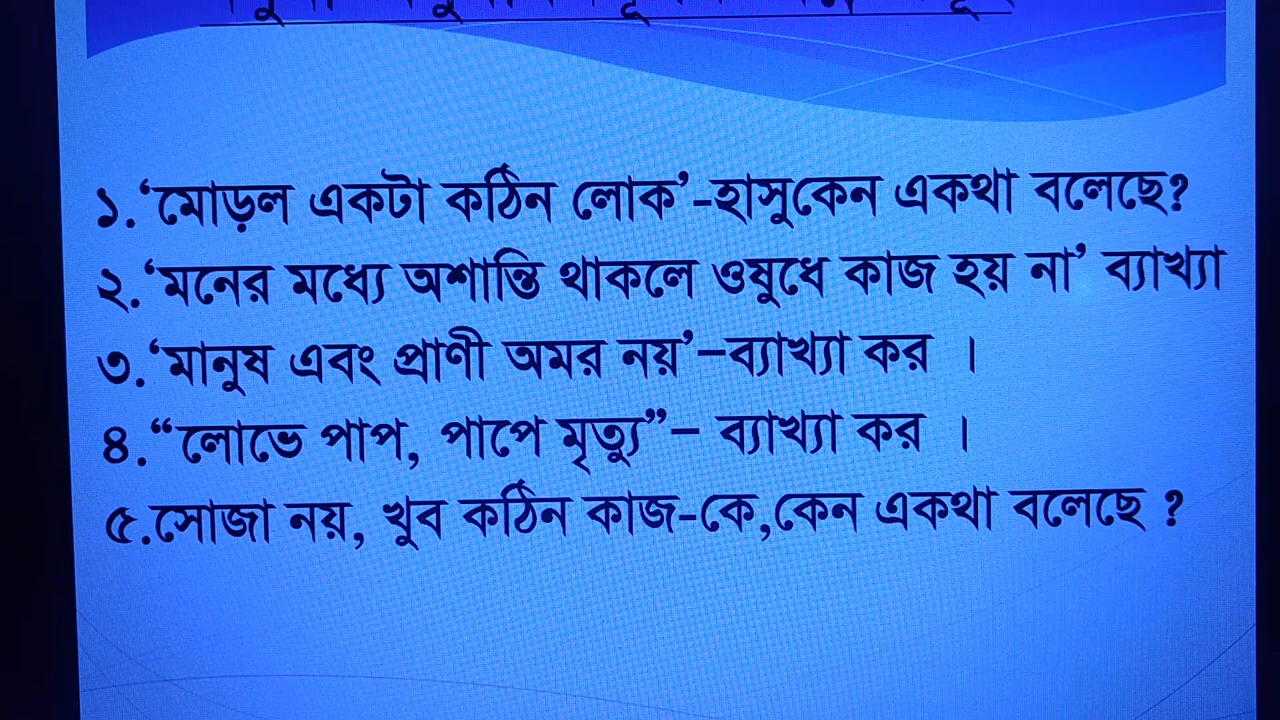 ১.‘মোড়ল একটা কঠিন লোক’-হাসুকেন একথা বলেছে?
২.‘মনের মধ্যে অশান্তি থাকলে ওষুধে কাজ হয় না’ ব্যাখ্যা
৩.‘মানুষ এবং প্রাণী অমর নয়’–ব্যাখ্যা কর ।
৪.“লোভে পাপ, পাপে মৃত্যু”– ব্যাখ্যা কর ।
৫.সোজা নয়, খুব কঠিন কাজ-কে,কেন একথা বলেছে ?